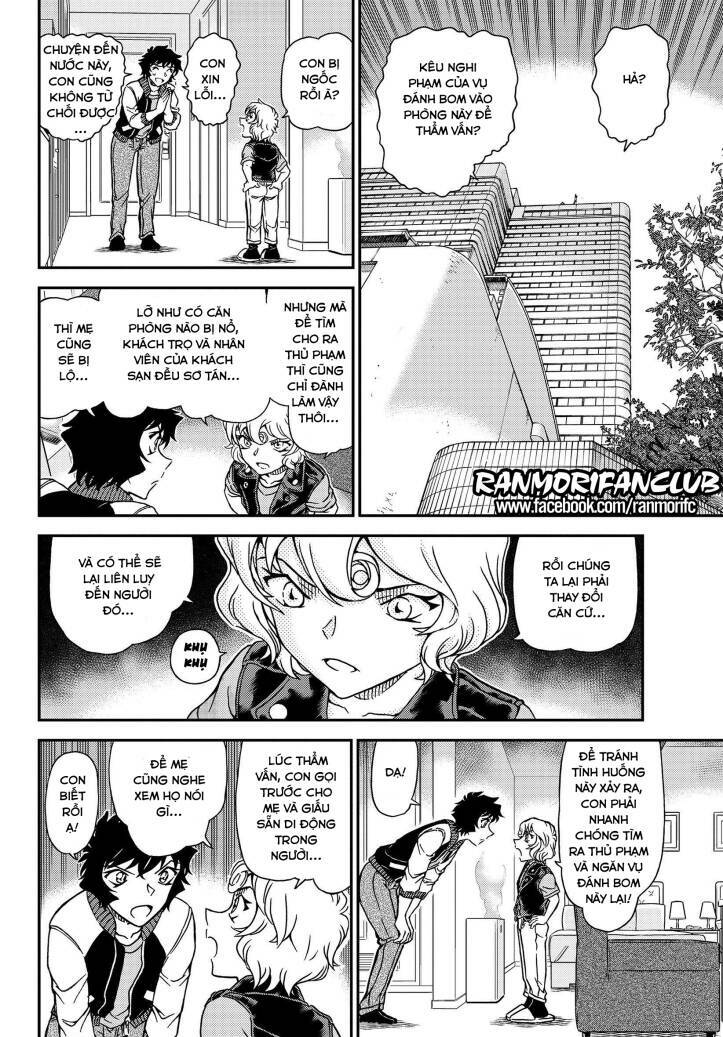 HẢ?
KÊU NGHI
PHẠM CỦA VỤ
ĐÁNH BOM VÀO
PHÒNG NÀY ĐỂ
THẨM VẤN?
CON BỊ
NGỐC
RỒI À?
CON
XIN
LỖI...
CHUYỆN ĐẾN
NƯỚC NÀY,
CON CŨNG
KHÔNG TỪ
CHỐI ĐƯỢC
...
RANMORIFANCLUB
www.facebook.com/ranmorifc
NHƯNG MÀ
ĐỂ TÌM
CHO RA
THỦ PHẠM
THÌ CŨNG
CHỈ ĐÀNH
LÀM VẬY
THÔI...
LỠ NHƯ CÓ CĂN
PHÒNG NÀO BỊ NỔ,
KHÁCH TRỌ VÀ NHÂN
VIÊN CỦA KHÁCH
SẠN ĐỀU SƠ TÁN...
THÌ MẸ
CŨNG
SẼ BỊ
LỘ...
RỒI CHÚNG
TA LẠI PHẢI
THAY ĐỔI
CĂN CỨ...
VÀ CÓ THỂ SẼ
LẠI LIÊN LỤY
ĐẾN NGƯỜI
ĐÓ...
KHỤ
KHỤ
ĐỂ TRÁNH
TÌNH HUỐNG
NÀY XẢY RA,
CON PHẢI
NHANH
CHÓNG TÌM
RA THỦ PHẠM
VÀ NGĂN VỤ
ĐÁNH BOM
NÀY LẠI!
DẠ!
LÚC THẨM
VẤN, CON GỌI
TRƯỚC CHO
MẸ VÀ GIẤU
SẴN DI ĐỘNG
TRONG
NGƯỜI...
ĐỂ MẸ
CŨNG NGHE
XEM HỌ NÓI
GÌ...
CON
BIẾT
RỒI
Ạ!